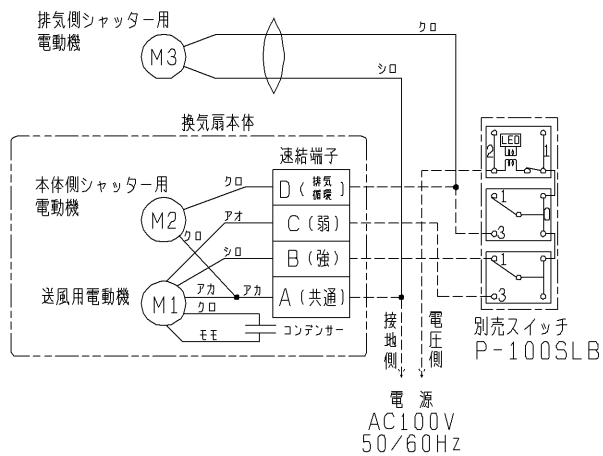 排気側シャッター用
電動機
M3
クロ
シロ
換気扇本体
速結端子
本体側シャッター用
電動機
M2
クロ
D(排気循環)
クロ
アオ
C(弱)
シロ
B(強)
送風用電動機
M1
アカ
アカ
A(共通)
クロ
モモ
コンデンサー
LED
2
1
1
3
1
3
接地側
電圧側
別売スイッチ
P-100SLB
電 源
AC100V
50/60Hz